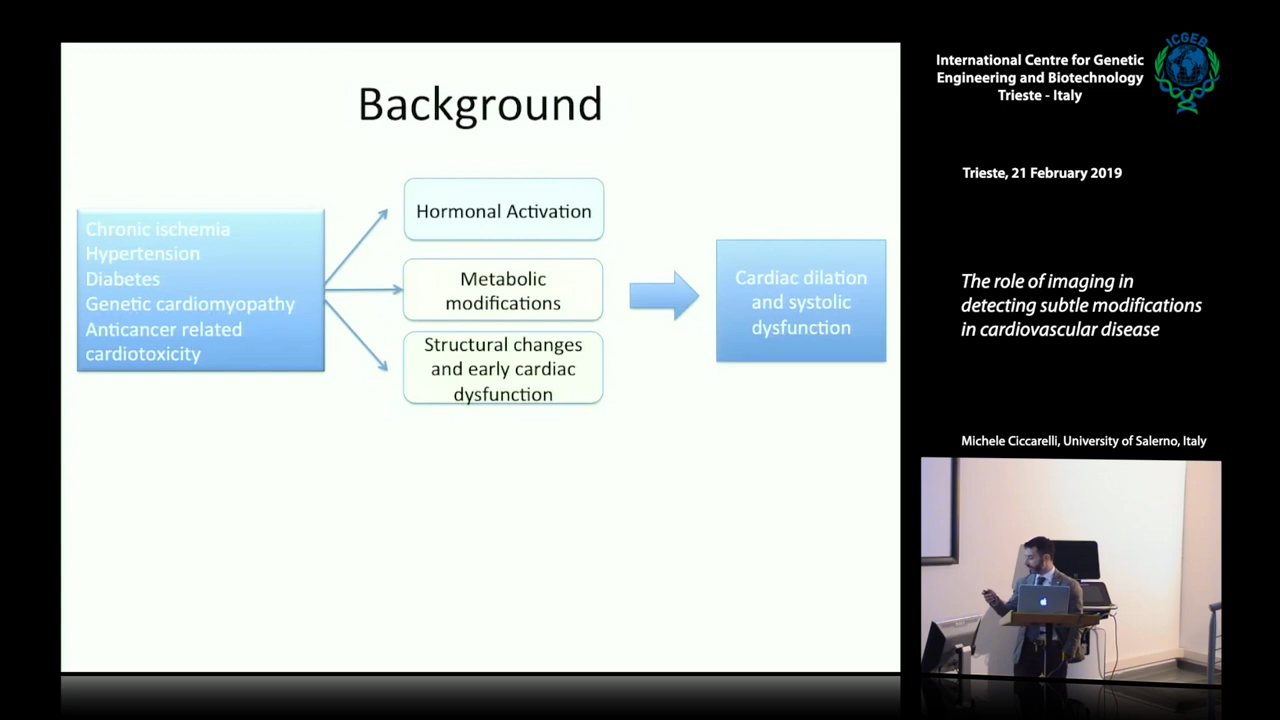 Background
Chronic ischemia
Hypertension
Diabetes
Genetic cardiomyopathy
Anticancer related
cardiotoxicity
Hormonal Activation
Metabolic
modifications
Structural changes
and early cardiac
dysfunction
Cardiac dilation
and systolic
dysfunction
International Centre for Genetic
Engineering and Biotechnology
Trieste - Italy
ICGEB
Trieste, 21 February 2019
The role of imaging in
detecting subtle modifications
in cardiovascular disease
Michele Ciccarelli, University of Salerno, Italy